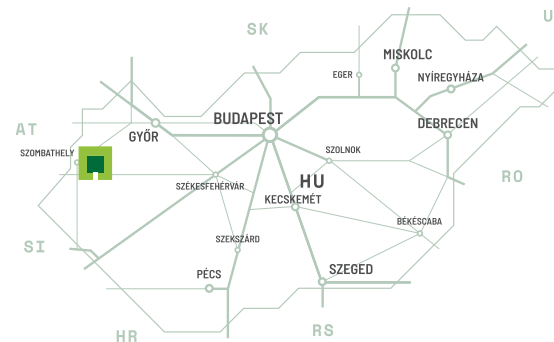 SK
U
MISKOLC
EGER
NYÍREGYHÁZA
BUDAPEST
DEBRECEN
AT
GYŐR
SZOMBATHELY
SZOLNOK
HU
RO
SZÉKESFEHÉRVÁR
KECSKEMÉT
BÉKÉSCABA
SI
SZEKSZÁRD
PÉCS
SZEGED
HR
RS